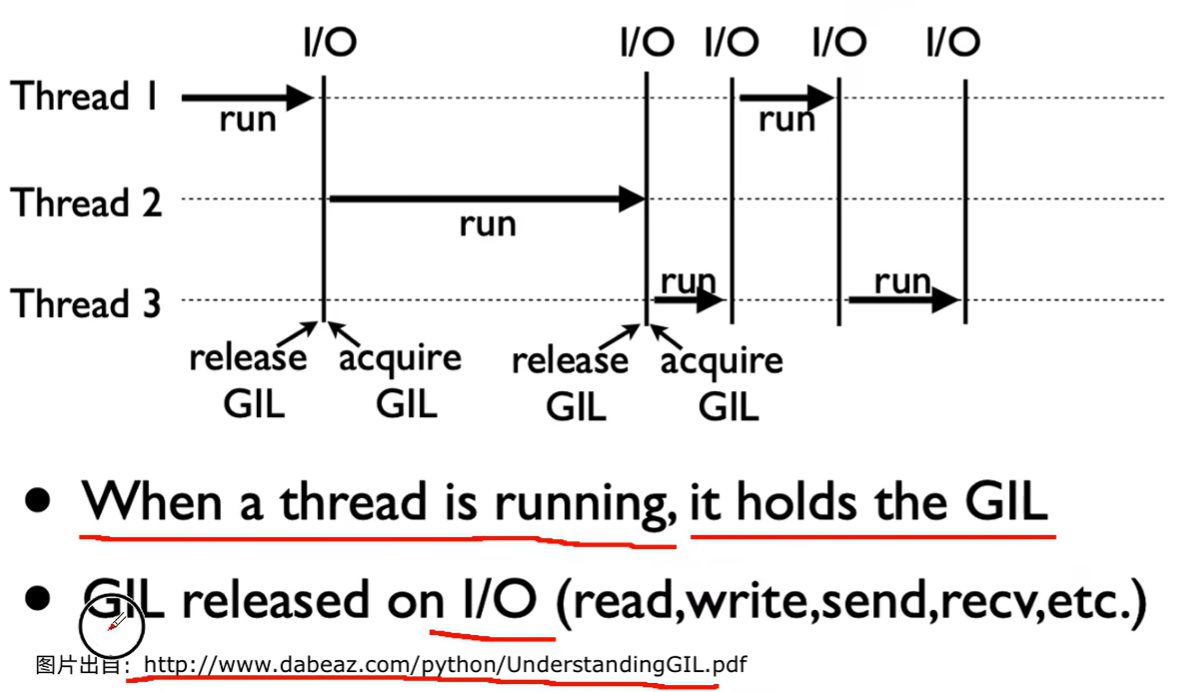 I/O I/O I/O I/O I/O
Thread 1
run run
Thread 2
run
run run
Thread 3
release acquire release acquire
GIL GIL GIL GIL
● When a thread is running, it holds the GIL
● GIL released on I/O (read,write,send,recv,etc.)
图片出自：http://www.dabeaz.com/python/UnderstandingGIL.pdf